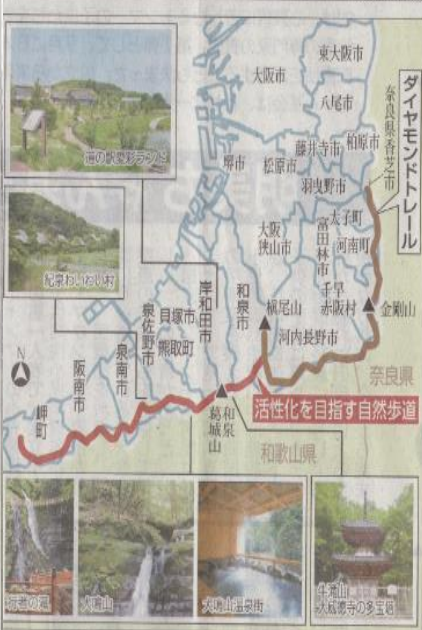 道の駅愛彩ランド
紀泉わいわい村
大阪市
東大阪市
八尾市
堺市
松原市
藤井寺市
柏原市
羽曳野市
奈良県香芝市
ダイヤモンドトレール
大阪
狭山市
富田林市
太子町
河南町
千早
赤阪村
金剛山
槇尾山
河内長野市
和泉市
岸和田市
貝塚市
熊取町
泉佐野市
泉南市
阪南市
岬町
N
奈良県
活性化を目指す自然歩道
和泉
葛城山
和歌山県
行者の滝
犬鳴山
犬鳴山温泉街
牛滝山
大威徳寺の多宝塔